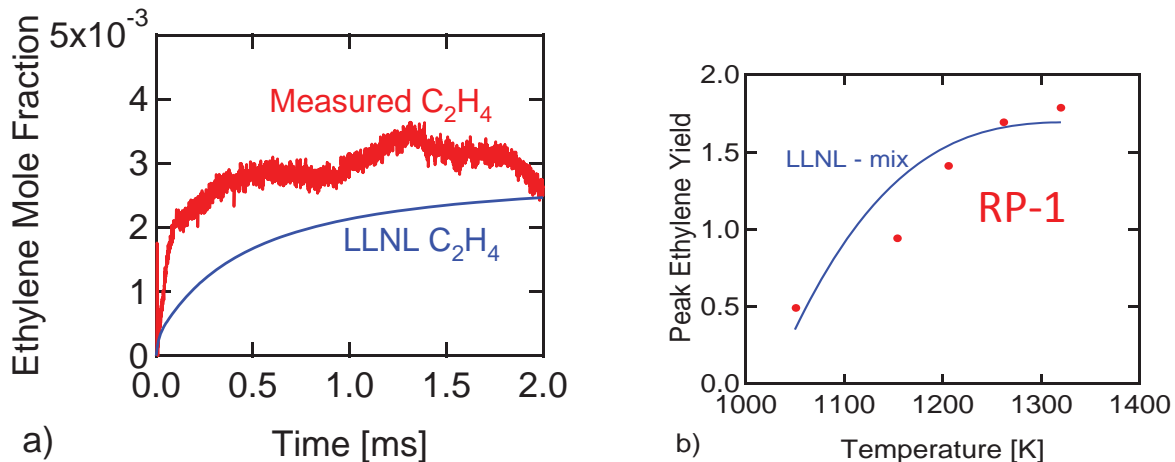 5x10⁻³
4
3
2
1
0
Ethylene Mole Fraction
Measured C₂H₄
LLNL C₂H₄
0.0 0.5 1.0 1.5 2.0
Time [ms]
a)
2.0
1.5
1.0
0.5
0.0
Peak Ethylene Yield
LLNL - mix
RP-1
1000 1100 1200 1300 1400
Temperature [K]
b)